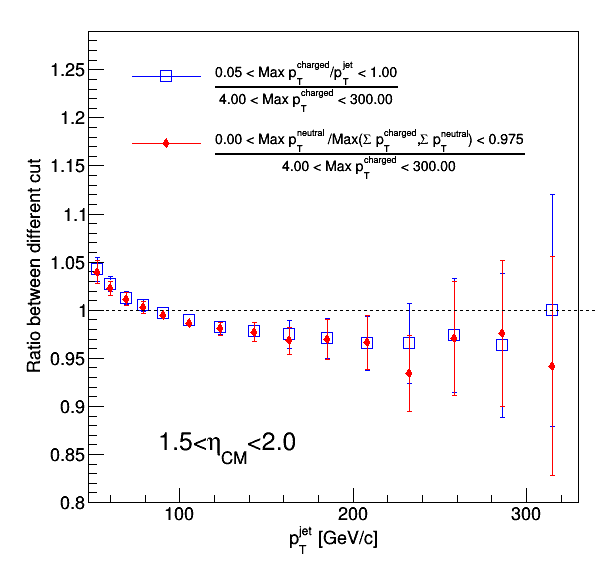 0.05 < Max p_T^charged/p_T^jet < 1.00
4.00 < Max p_T^charged < 300.00
0.00 < Max p_T^neutral/Max(Σ p_T^charged,Σ p_T^neutral) < 0.975
4.00 < Max p_T^charged < 300.00
Ratio between different cut
1.25
1.2
1.15
1.1
1.05
1
0.95
0.9
0.85
0.8
1.5<η_CM<2.0
100
200
300
p_T^jet [GeV/c]